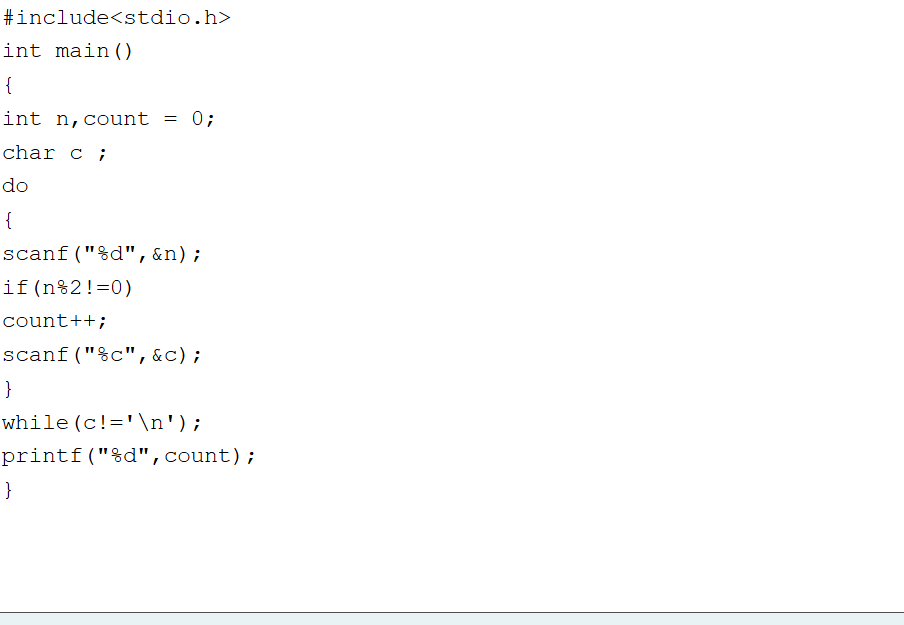 #include<stdio.h>
int main()
{
int n,count = 0;
char c ;
do
{
scanf("%d",&n);
if(n%2!=0)
count++;
scanf("%c",&c);
}
while(c!='\n');
printf("%d",count);
}